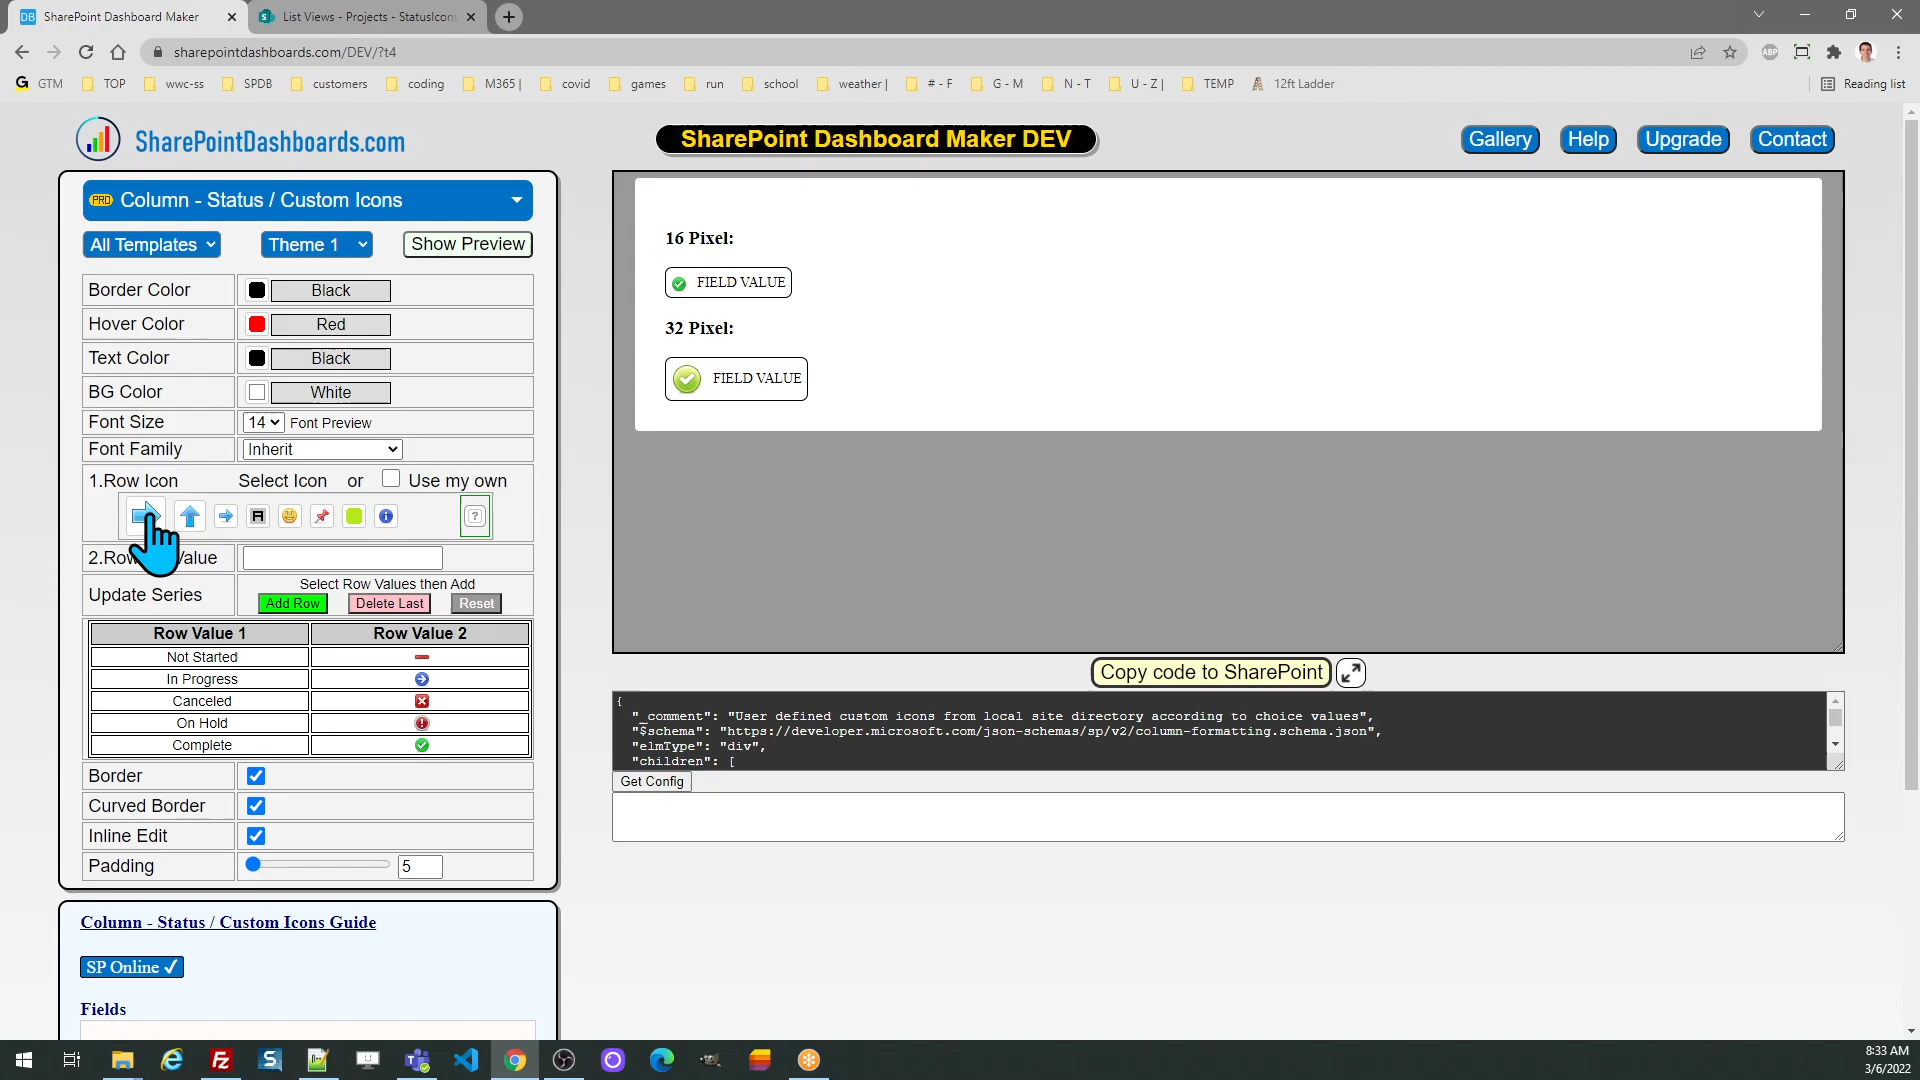 SharePoint Dashboard Maker
List Views - Projects - StatusIcons
sharepointdashboards.com/DEV/?t4
ABP
G GTM
TOP
wwc-ss
SPDB
customers
coding
M365 |
covid
games
run
school
weather |
# - F
G - M
N - T
U - Z |
TEMP
12ft Ladder
Reading list
SharePointDashboards.com
SharePoint Dashboard Maker DEV
Gallery
Help
Upgrade
Contact
PRO Column - Status / Custom Icons
All Templates
Theme 1
Show Preview
Border Color Black
Hover Color Red
Text Color Black
BG Color White
Font Size 14 Font Preview
Font Family Inherit
1.Row Icon Select Icon or Use my own
2.Row Value
Update Series
Select Row Values then Add
Add Row Delete Last Reset
Row Value 1 Row Value 2
Not Started
In Progress
Canceled
On Hold
Complete
Border
Curved Border
Inline Edit
Padding 5
Column - Status / Custom Icons Guide
SP Online ✓
Fields
16 Pixel:
FIELD VALUE
32 Pixel:
FIELD VALUE
Copy code to SharePoint
{
"_comment": "User defined custom icons from local site directory according to choice values",
"$schema": "https://developer.microsoft.com/json-schemas/sp/v2/column-formatting.schema.json",
"elmType": "div",
"children": [
Get Config
8:33 AM
3/6/2022